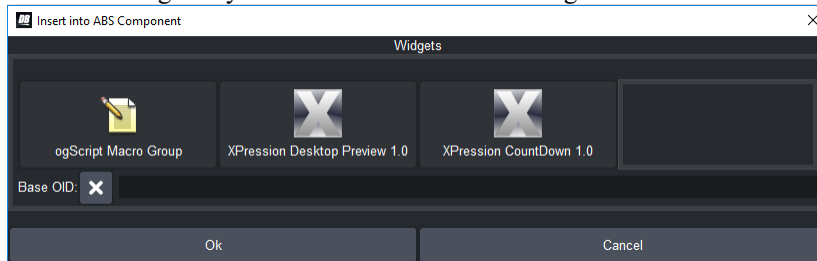 DB Insert into ABS Component
Widgets
ogScript Macro Group
XPression Desktop Preview 1.0
XPression CountDown 1.0
Base OID:
Ok
Cancel